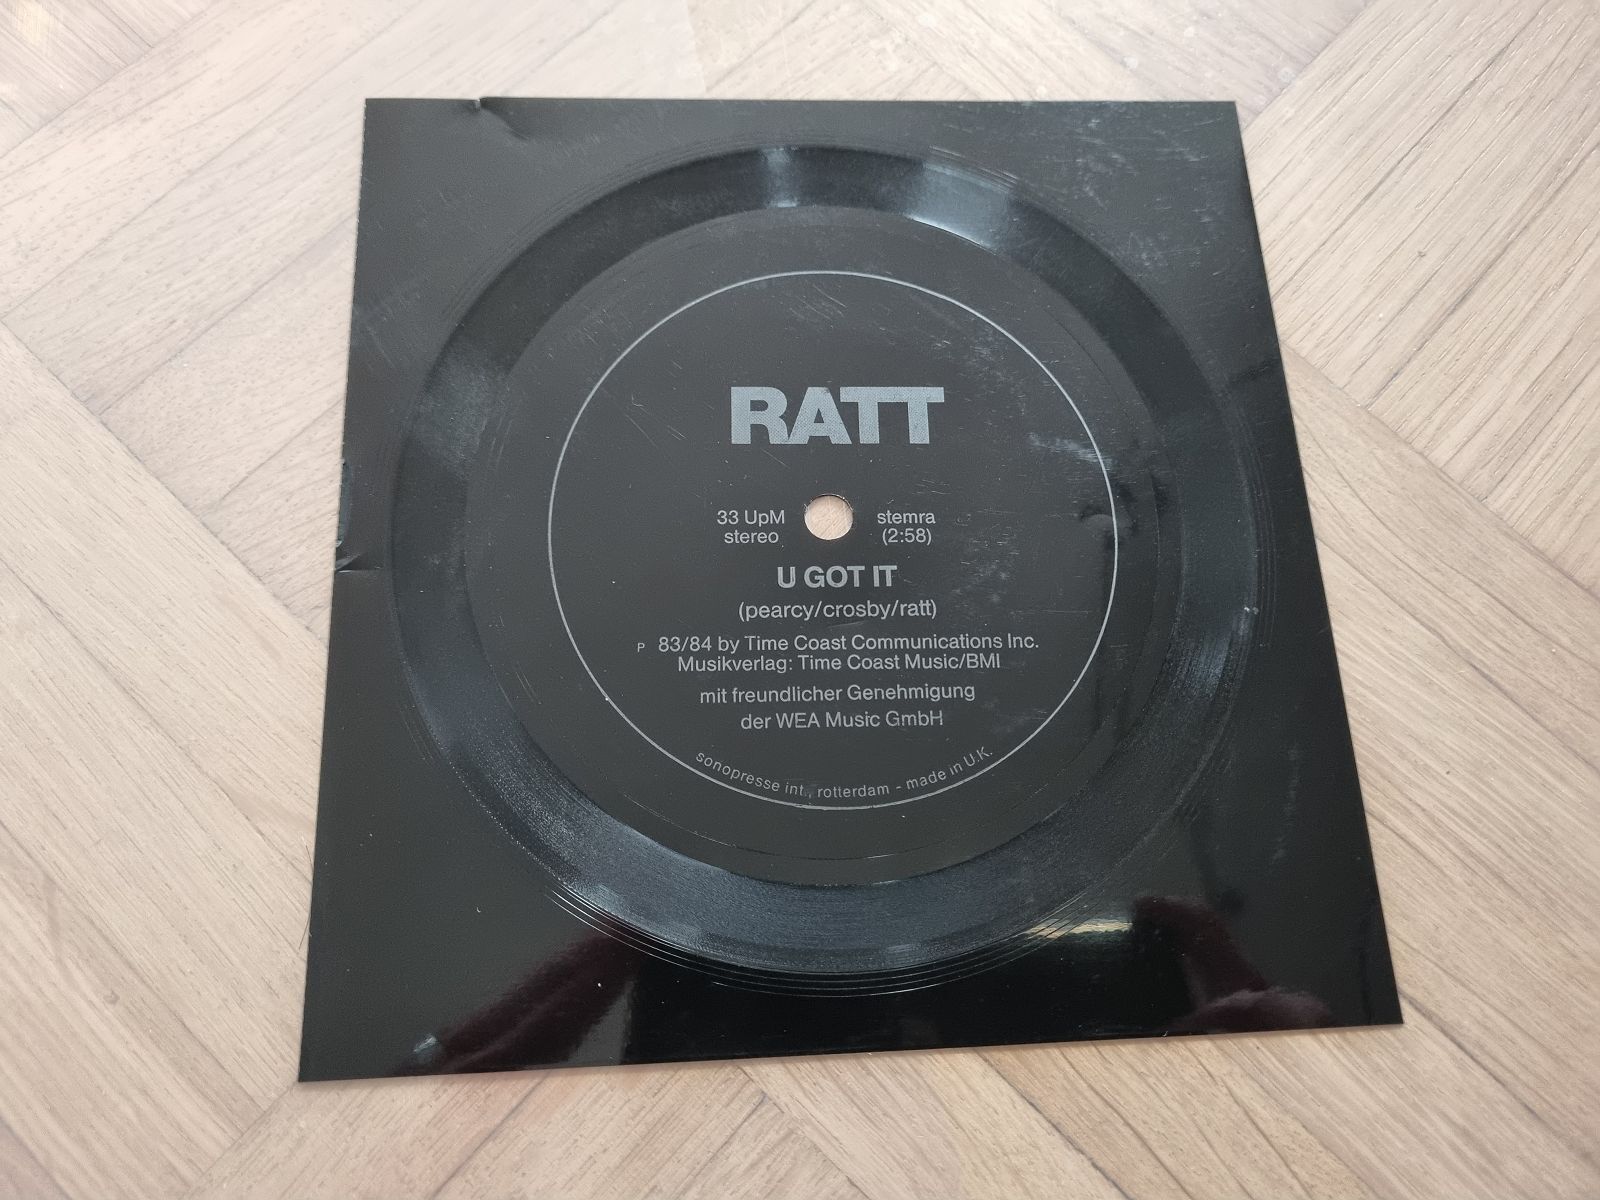 RATT
33 UpM stemra
stereo (2:58)
U GOT IT
(pearcy/crosby/ratt)
P 83/84 by Time Coast Communications Inc.
Musikverlag: Time Coast Music/BMI
mit freundlicher Genehmigung
der WEA Music GmbH
sonopresse int., rotterdam - made in U.K.